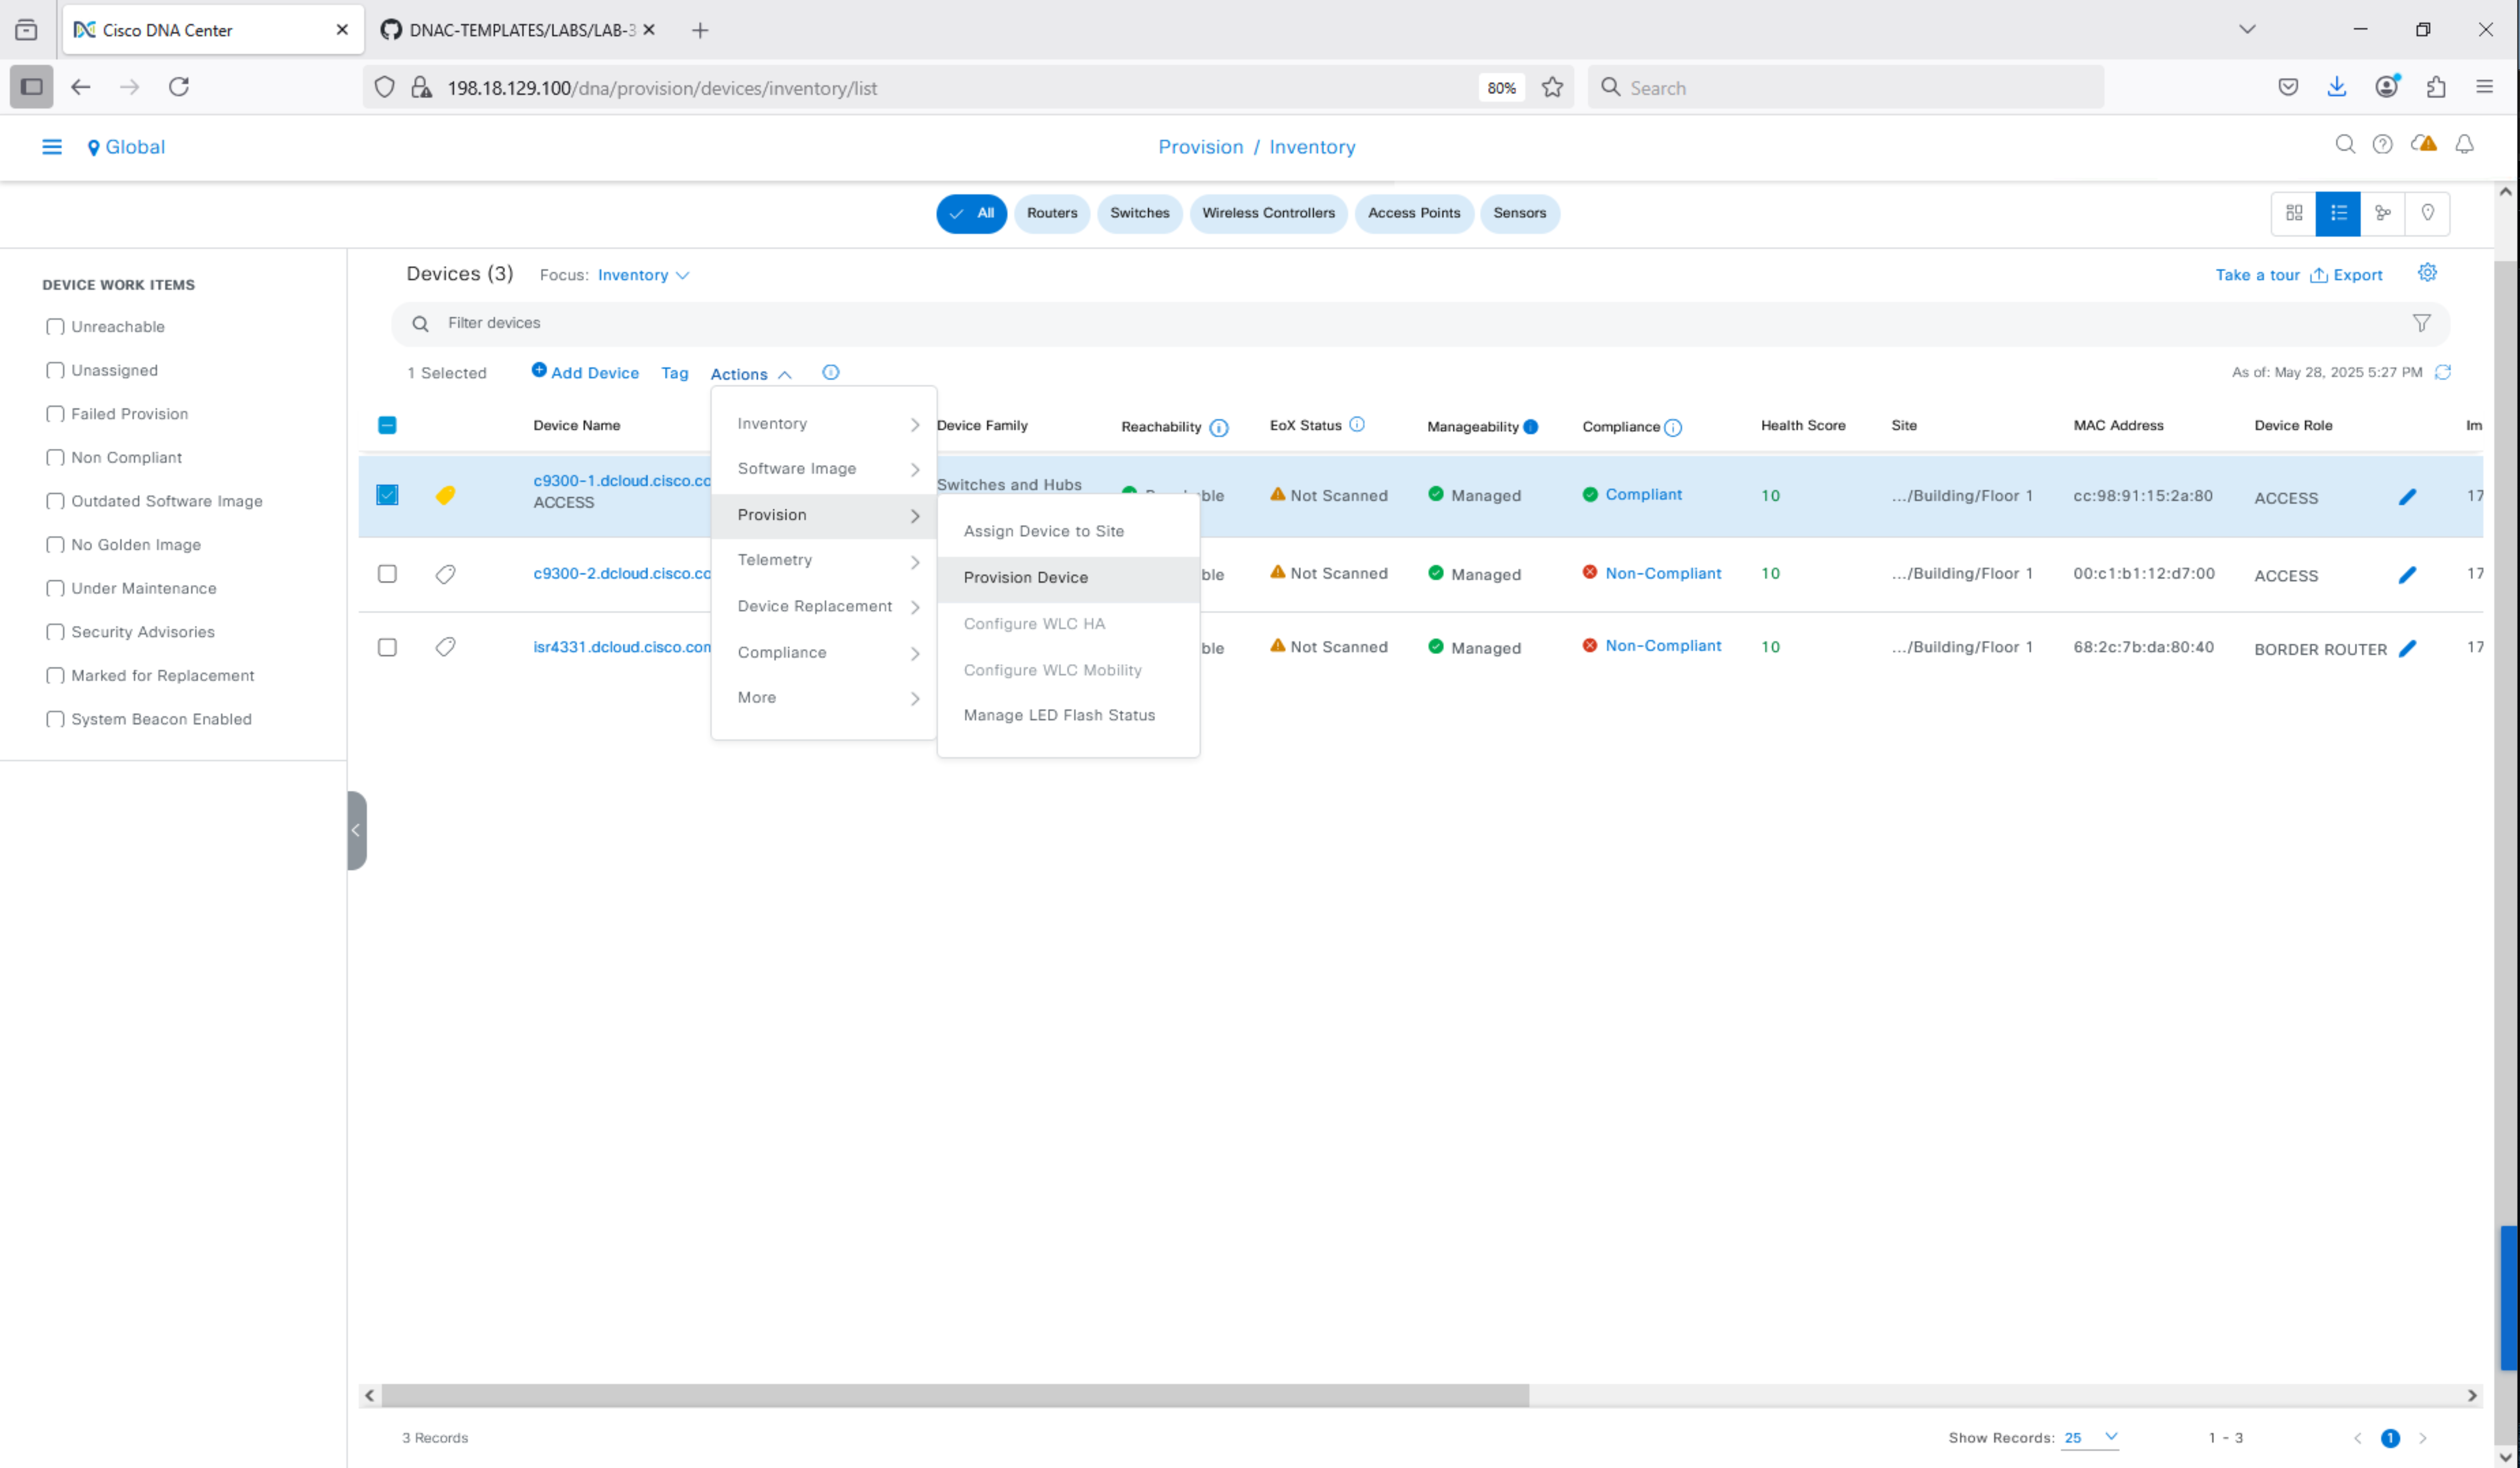 Cisco DNA Center
DNAC-TEMPLATES/LABS/LAB-3
198.18.129.100/dna/provision/devices/inventory/list
80%
Search
Global
Provision / Inventory
All
Routers
Switches
Wireless Controllers
Access Points
Sensors
DEVICE WORK ITEMS
Unreachable
Unassigned
Failed Provision
Non Compliant
Outdated Software Image
No Golden Image
Under Maintenance
Security Advisories
Marked for Replacement
System Beacon Enabled
Devices (3) Focus: Inventory
Take a tour Export
Filter devices
1 Selected Add Device Tag Actions
As of: May 28, 2025 5:27 PM
Device Name Device Family Reachability EoX Status Manageability Compliance Health Score Site MAC Address Device Role Im
c9300-1.dcloud.cisco.co
ACCESS
Switches and Hubs Not Scanned Managed Compliant 10 .../Building/Floor 1 cc:98:91:15:2a:80 ACCESS 17
c9300-2.dcloud.cisco.co ble Not Scanned Managed Non-Compliant 10 .../Building/Floor 1 00:c1:b1:12:d7:00 ACCESS 17
isr4331.dcloud.cisco.con ble Not Scanned Managed Non-Compliant 10 .../Building/Floor 1 68:2c:7b:da:80:40 BORDER ROUTER 17
Inventory
Software Image
Provision
Telemetry
Device Replacement
Compliance
More
Assign Device to Site
Provision Device
Configure WLC HA
Configure WLC Mobility
Manage LED Flash Status
3 Records
Show Records: 25 1 - 3 1